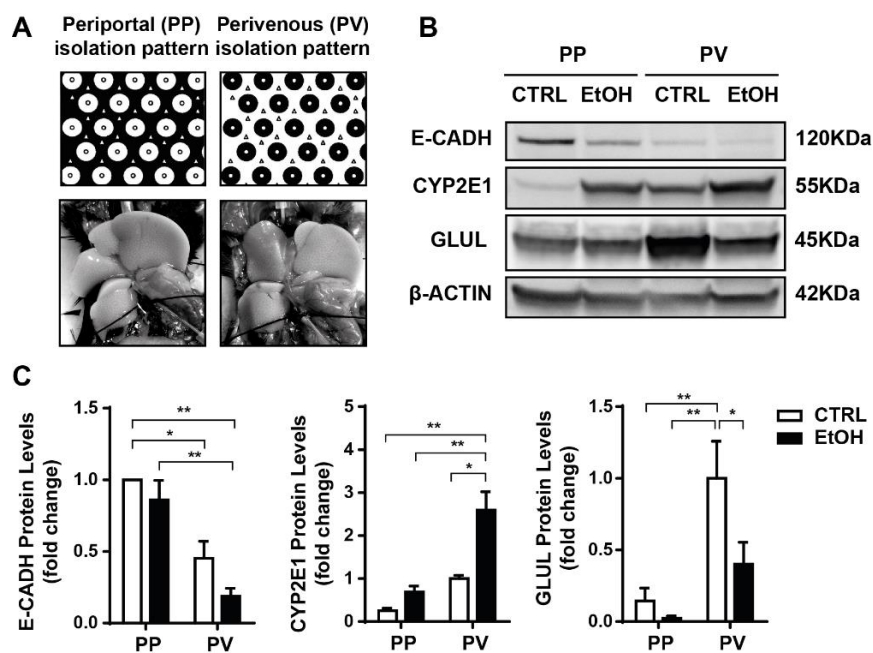 A
Periportal (PP)
isolation pattern
Perivenous (PV)
isolation pattern
B
PP
PV
CTRL EtOH CTRL EtOH
E-CADH
120KDa
CYP2E1
55KDa
GLUL
45KDa
β-ACTIN
42KDa
C
E-CADH Protein Levels
(fold change)
1.5
1.0
0.5
0.0
**
*
**
PP
PV
CYP2E1 Protein Levels
(fold change)
5
4
3
2
1
0
**
**
*
PP
PV
GLUL Protein Levels
(fold change)
1.5
1.0
0.5
0.0
**
**
*
PP
PV
CTRL
EtOH